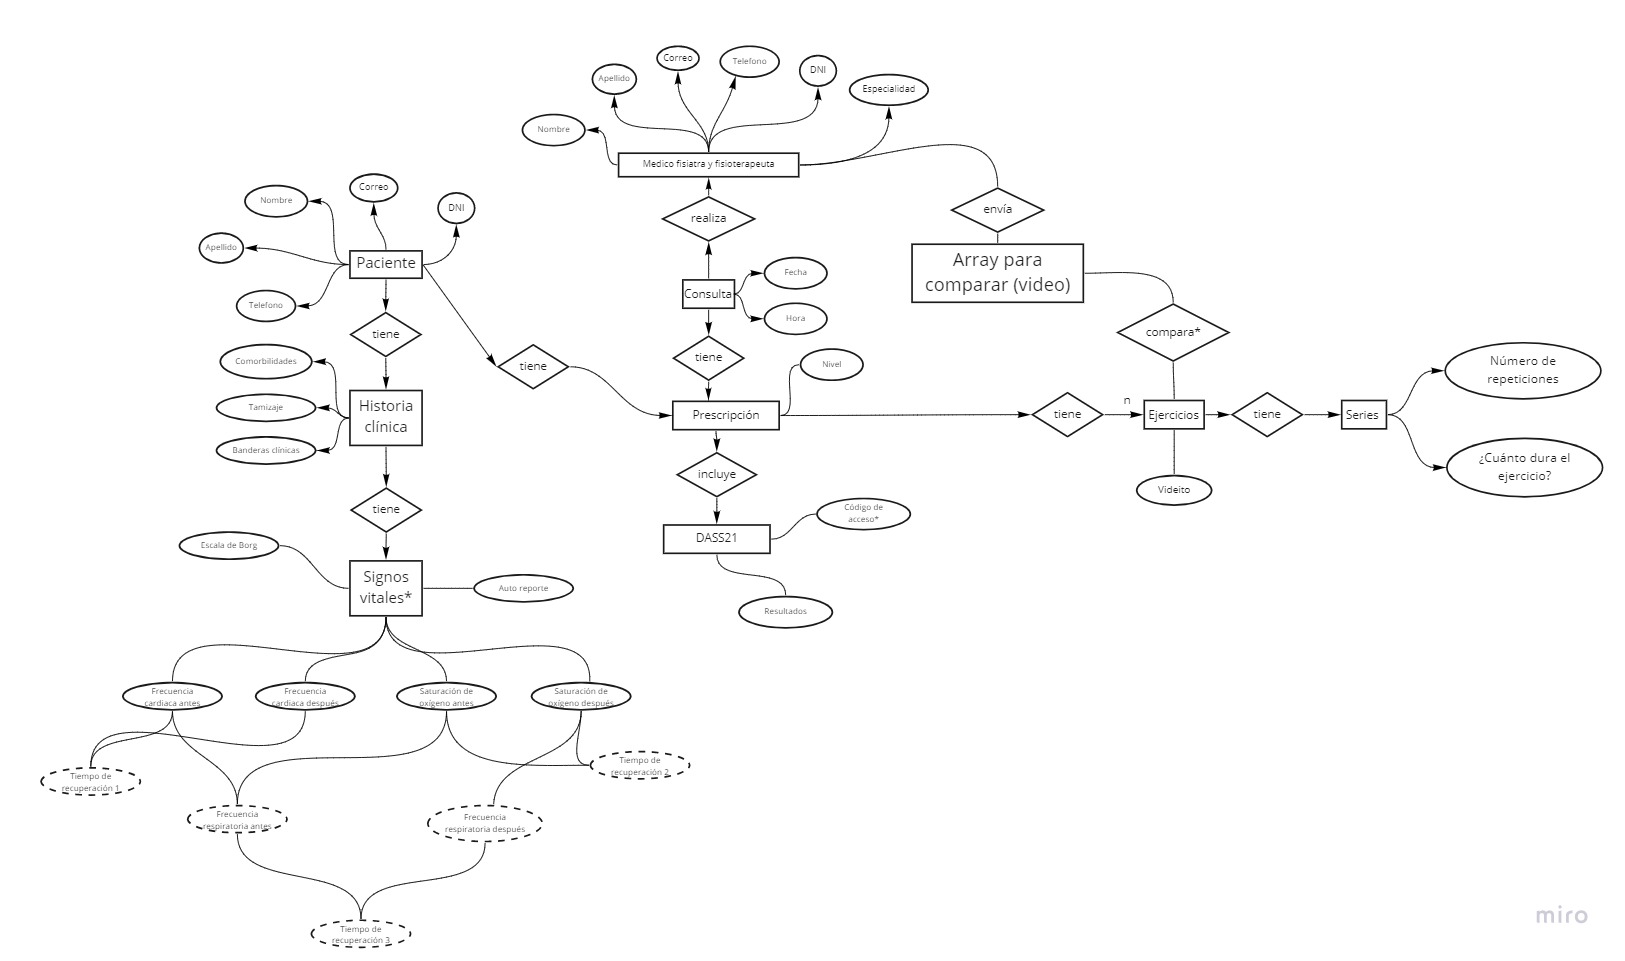 Correo
Telefono
DNI
Apellido
Especialidad
Nombre
Medico fisiatra y fisioterapeuta
Correo
Nombre
DNI
realiza
envía
Apellido
Paciente
Array para
comparar (video)
Fecha
Consulta
Telefono
Hora
tiene
compara*
tiene
Comorbilidades
tiene
Nivel
Número de
repeticiones
Tamizaje
Historia
clínica
Prescripción
tiene
n
Ejercicios
tiene
Series
Banderas clínicas
¿Cuánto dura el
ejercicio?
incluye
Videito
tiene
Código de
acceso*
DASS21
Escala de Borg
Signos
vitales*
Auto reporte
Resultados
Frecuencia
cardiaca antes
Frecuencia
cardiaca después
Saturación de
oxígeno antes
Saturación de
oxígeno después
Tiempo de
recuperación 1
Tiempo de
recuperación 2
Frecuencia
respiratoria antes
Frecuencia
respiratoria después
Tiempo de
recuperación 3
miro